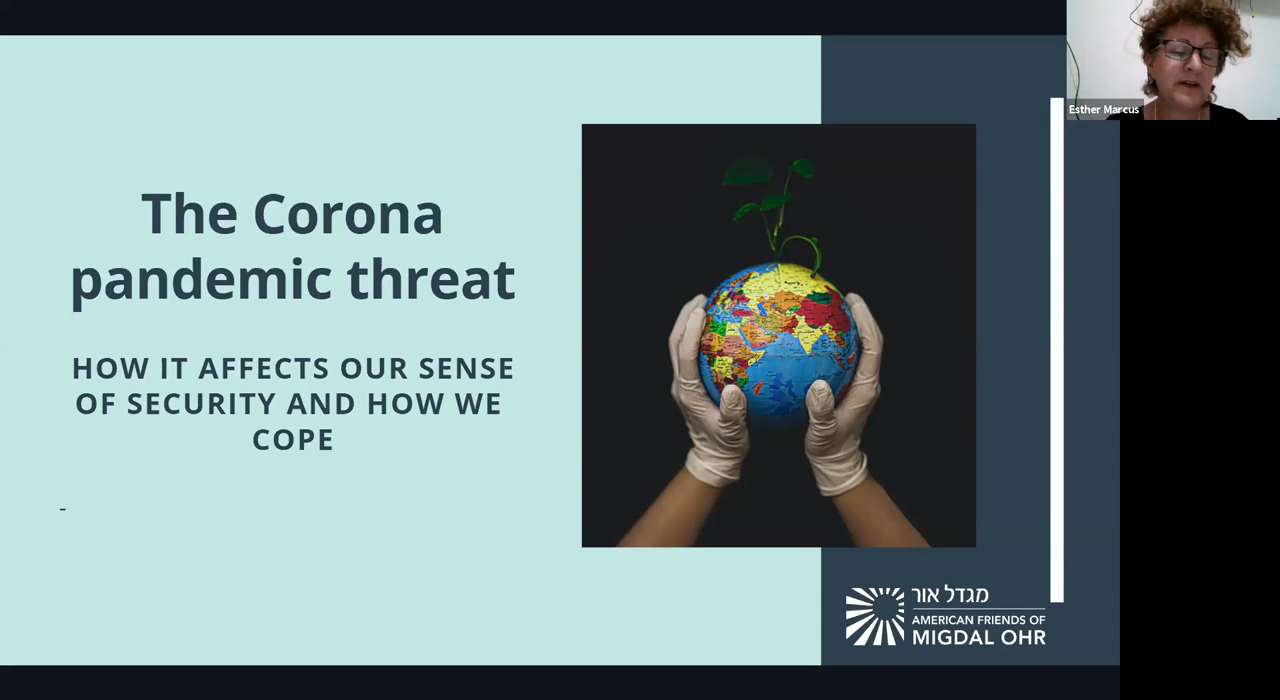 The Corona
pandemic threat
HOW IT AFFECTS OUR SENSE
OF SECURITY AND HOW WE
COPE
-
Esther Marcus
מגדל אור
AMERICAN FRIENDS OF
MIGDAL OHR